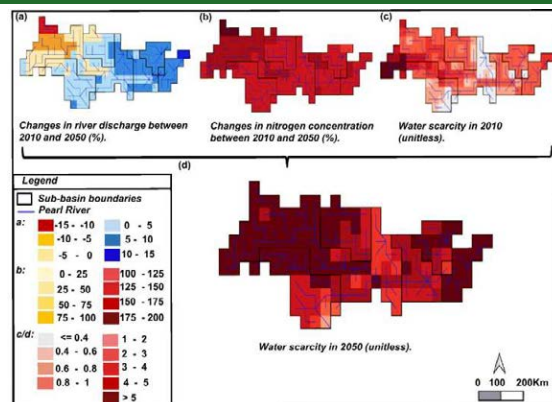 (a)
(b)
(c)
Changes in river discharge between
2010 and 2050 (%).
Changes in nitrogen concentration
between 2010 and 2050 (%).
Water scarcity in 2010
(unitless).
(d)
Legend
Sub-basin boundaries
Pearl River
a:
-15 - -10
0 - 5
-10 - -5
5 - 10
-5 - 0
10 - 15
b:
0 - 25
100 - 125
25 - 50
125 - 150
50 - 75
150 - 175
75 - 100
175 - 200
c/d:
<= 0.4
1 - 2
0.4 - 0.6
2 - 3
0.6 - 0.8
3 - 4
0.8 - 1
4 - 5
> 5
Water scarcity in 2050 (unitless).
0 100 200Km